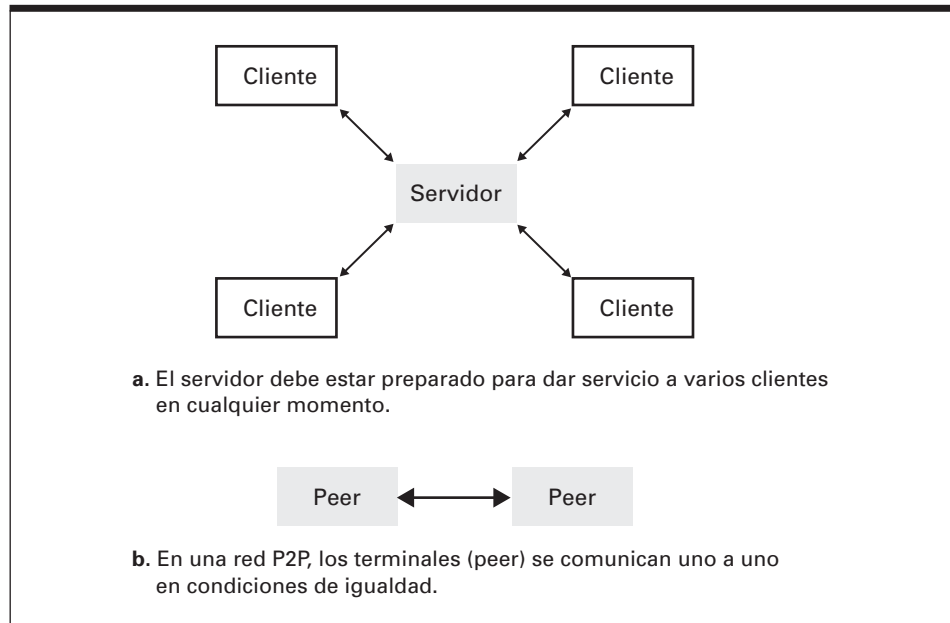 Cliente
Cliente
Servidor
Cliente
Cliente
a. El servidor debe estar preparado para dar servicio a varios clientes
en cualquier momento.
Peer
Peer
b. En una red P2P, los terminales (peer) se comunican uno a uno
en condiciones de igualdad.